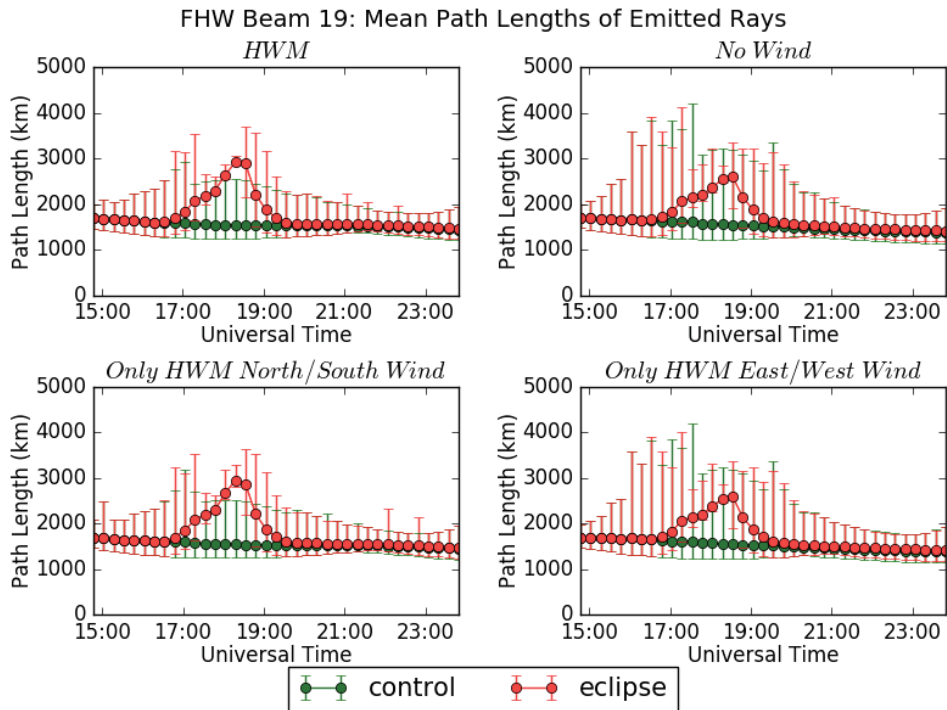 FHW Beam 19: Mean Path Lengths of Emitted Rays
HWM
5000
4000
3000
2000
1000
0
Path Length (km)
15:00 17:00 19:00 21:00 23:00
Universal Time
No Wind
5000
4000
3000
2000
1000
0
Path Length (km)
15:00 17:00 19:00 21:00 23:00
Universal Time
Only HWM North/South Wind
5000
4000
3000
2000
1000
0
Path Length (km)
15:00 17:00 19:00 21:00 23:00
Universal Time
Only HWM East/West Wind
5000
4000
3000
2000
1000
0
Path Length (km)
15:00 17:00 19:00 21:00 23:00
Universal Time
control eclipse